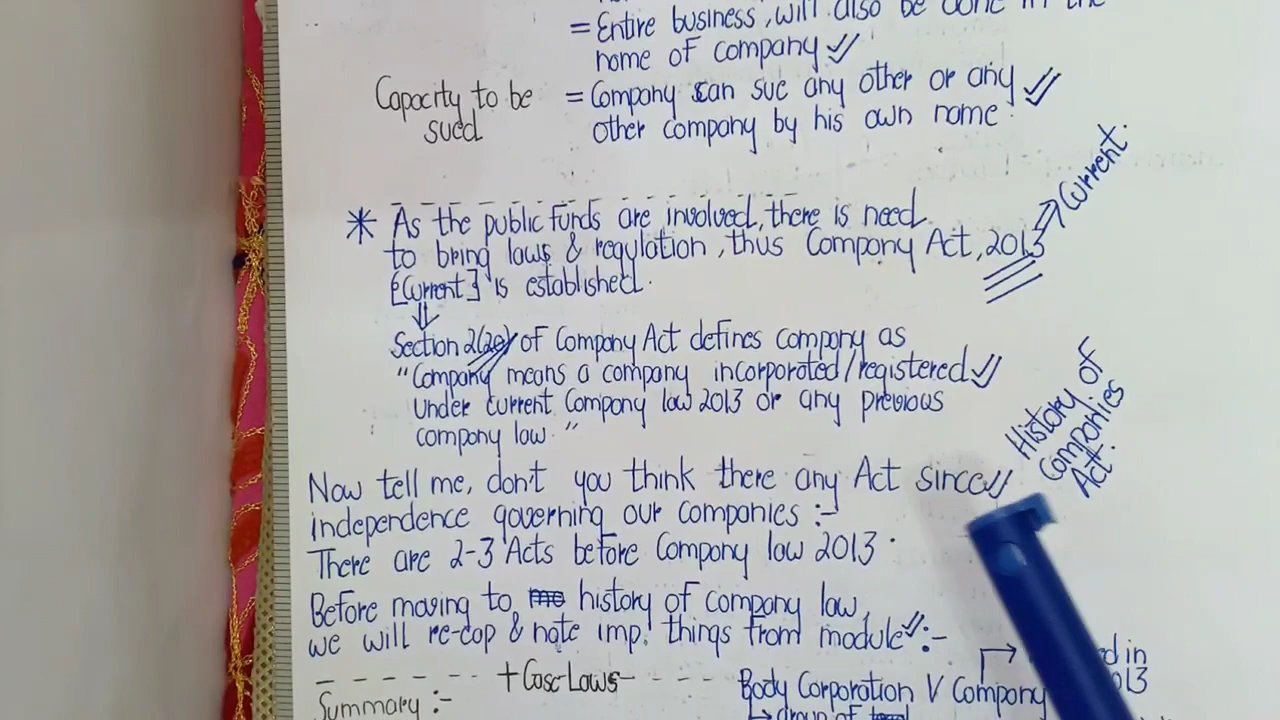 = Entire business, will also be done in the
name of company
Capacity to be
sued
= Company can sue any other or any
other company by his own name.
* As the public funds are involved, there is need
to bring laws & regulation, thus Company Act, 2013
[Current] is established.
Current.
Section 2(20) of Company Act defines company as
"Company means a company incorporated/registered
under current Company law 2013 or any previous
company law."
History of
Companies
Act.
Now tell me, don't you think there any Act since
independence governing our companies :-
There are 2-3 Acts before Company law 2013.
Before moving to history of company law,
we will re-cap & note imp. things from module :-
+ Case Laws
Summary :-
Body Corporation V Company
group of